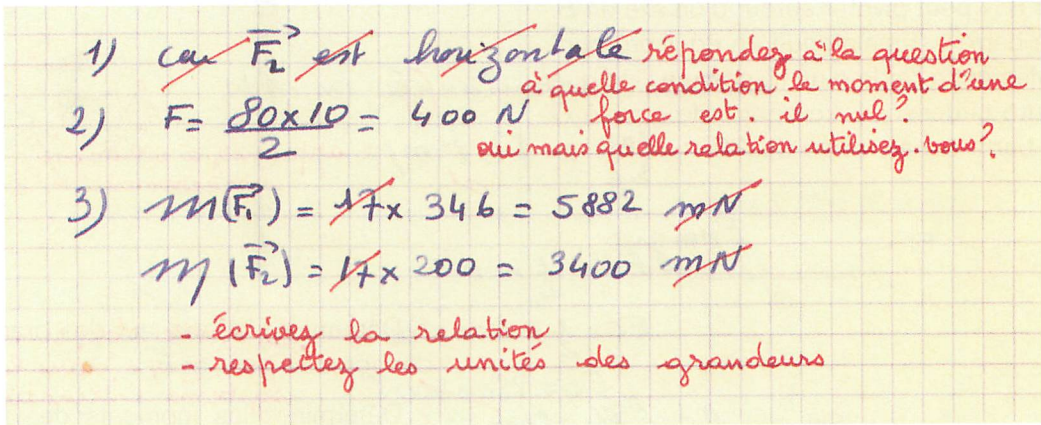 1) car F₂ est horizontale répondez à la question
à quelle condition le moment d'une
2) F = 80x10/2 = 400 N force est-il nul?
oui mais quelle relation utilisez-vous?
3) M(F₁) = 17x 346 = 5882 mN
M(F₂) = 17x 200 = 3400 mN
- écrivez la relation
- respectez les unités des grandeurs